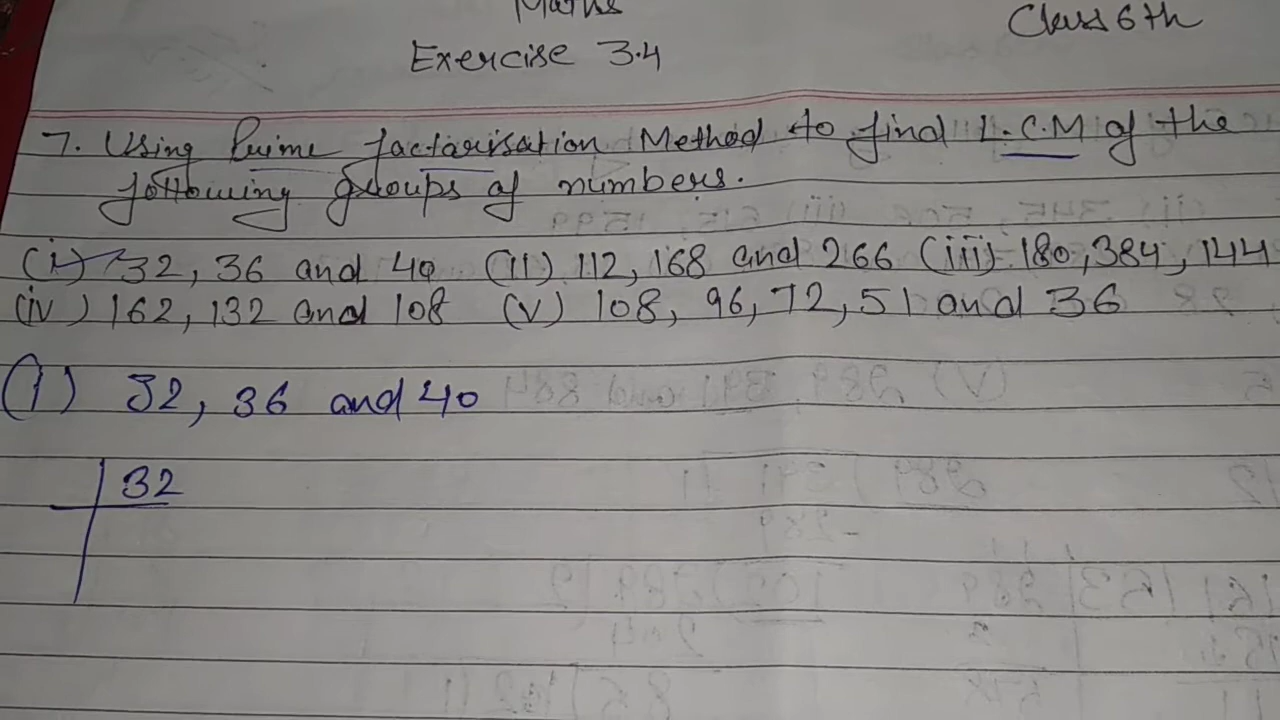 Maths
Class 6th
Exercise 3.4
7. Using Prime factarisation Method to find L.C.M of the
following groups of numbers.
(i) 32, 36 and 40 (ii) 112, 168 and 266 (iii) 180, 384, 144
(iv) 162, 132 and 108 (v) 108, 96, 72, 51 and 36
(i) 32, 36 and 40
32